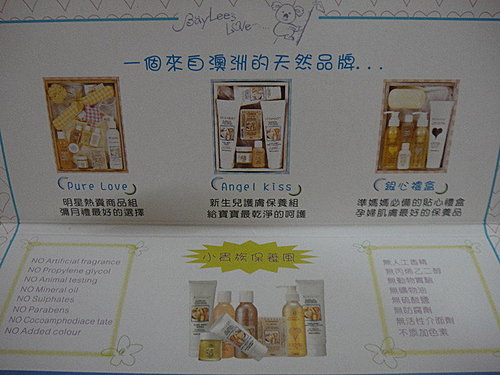 BayLee's
Love
一個來自澳洲的天然品牌...
Pure Love
明星熱賣商品組
彌月禮最好的選擇
Angel kiss
新生兒護膚保養組
給寶寶最乾淨的呵護
甜心禮盒
準媽媽必備的貼心禮盒
孕婦肌膚最好的保養品
小香族保養團
NO Artificial fragrance
NO Propylene glycol
NO Animal testing
NO Mineral oil
NO Sulphates
NO Parabens
NO Cocoamphodiace tate
NO Added colour
無人工香精
無丙烯乙二醇
無動物實驗
無礦物油
無硫酸鹽
無防腐劑
無活性介面劑
不添加色素